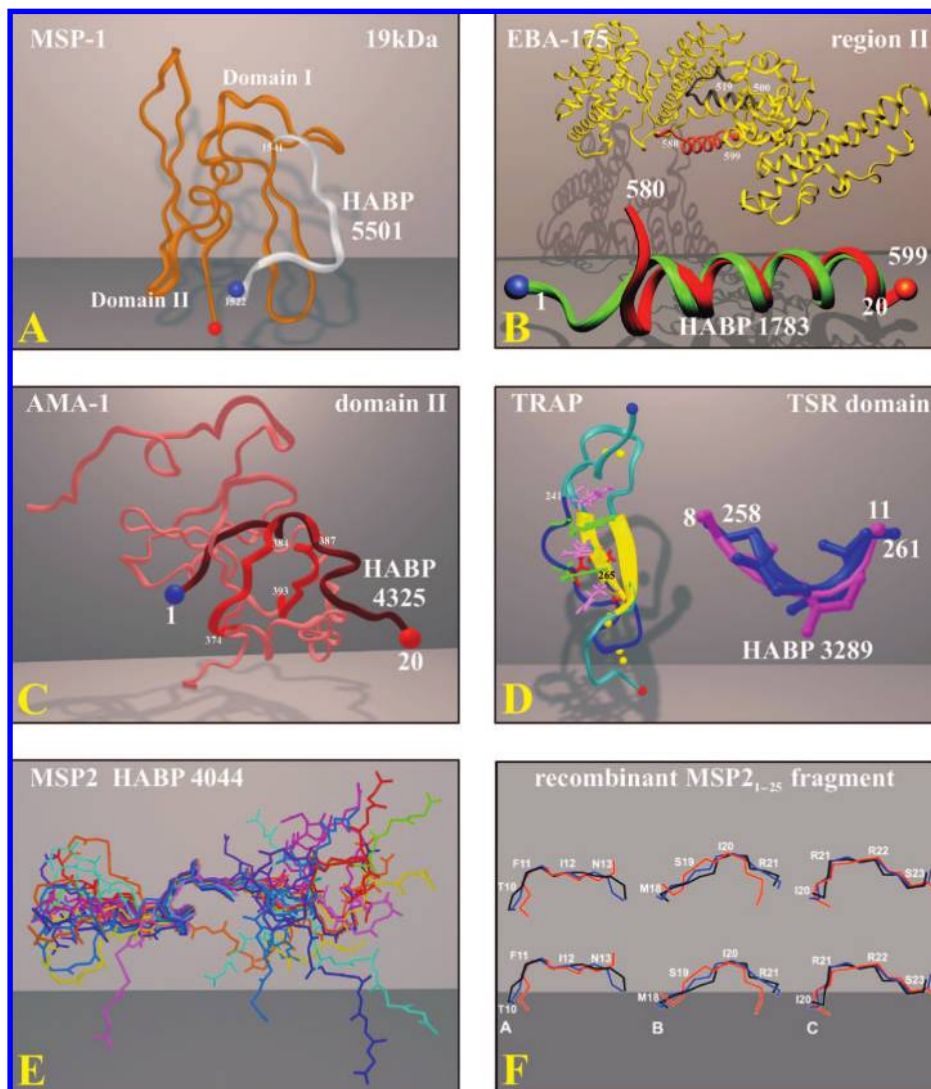 MSP-1 19kDa
Domain I
1541
HABP
5501
Domain II
1522
A
EBA-175 region II
519 500
580 599
580
599
1 20
HABP 1783
B
AMA-1 domain II
384 387
HABP
4325
393
1
374
20
C
TRAP TSR domain
241
8 258 11
261
265
HABP 3289
D
MSP2 HABP 4044
E
recombinant MSP2₁₋₂₅ fragment
F11 I12 N13
T10
I20
S19 R21
M18
R21 R22
S23
I20
F11 I12 N13
T10
I20
S19 R21
M18
R21 R22
S23
I20
A B C
F